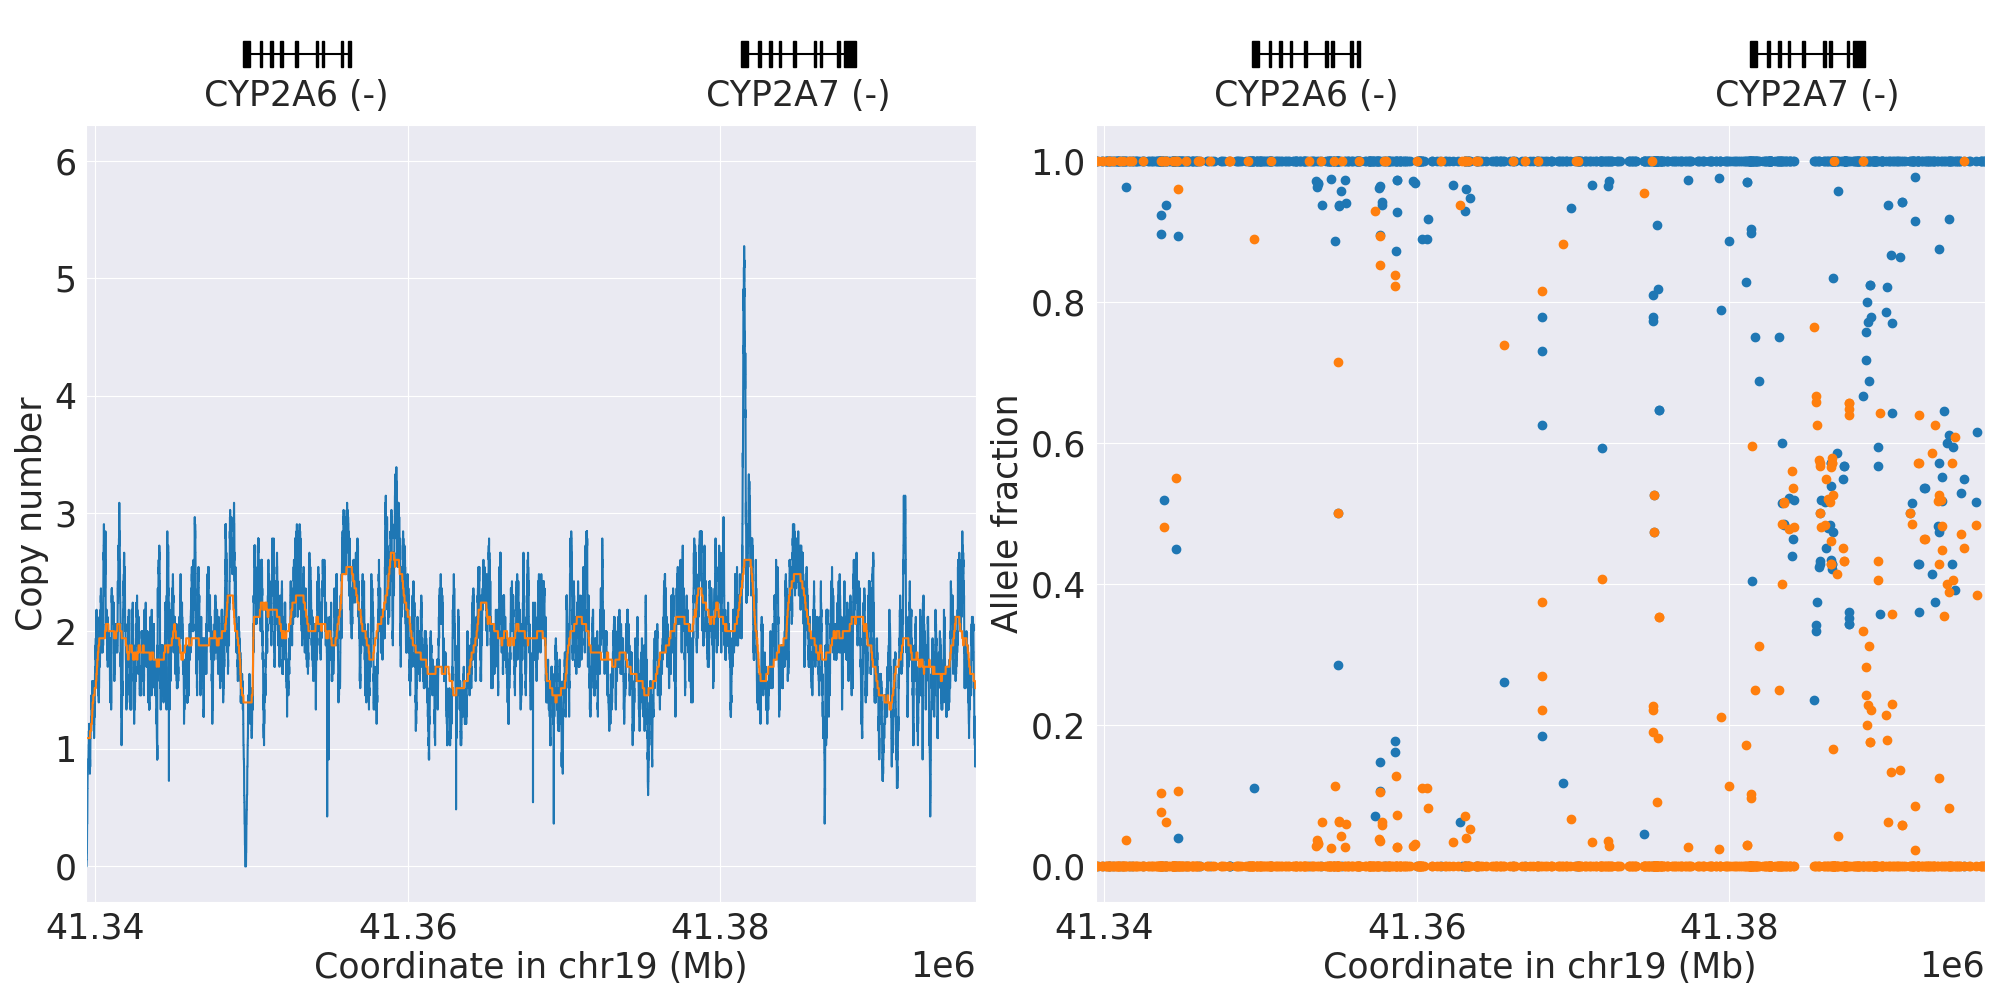 CYP2A6 (-)
CYP2A7 (-)
6
5
4
3
2
1
0
Copy number
41.34
41.36
41.38
Coordinate in chr19 (Mb)
1e6
CYP2A6 (-)
CYP2A7 (-)
1.0
0.8
0.6
0.4
0.2
0.0
Allele fraction
41.34
41.36
41.38
Coordinate in chr19 (Mb)
1e6